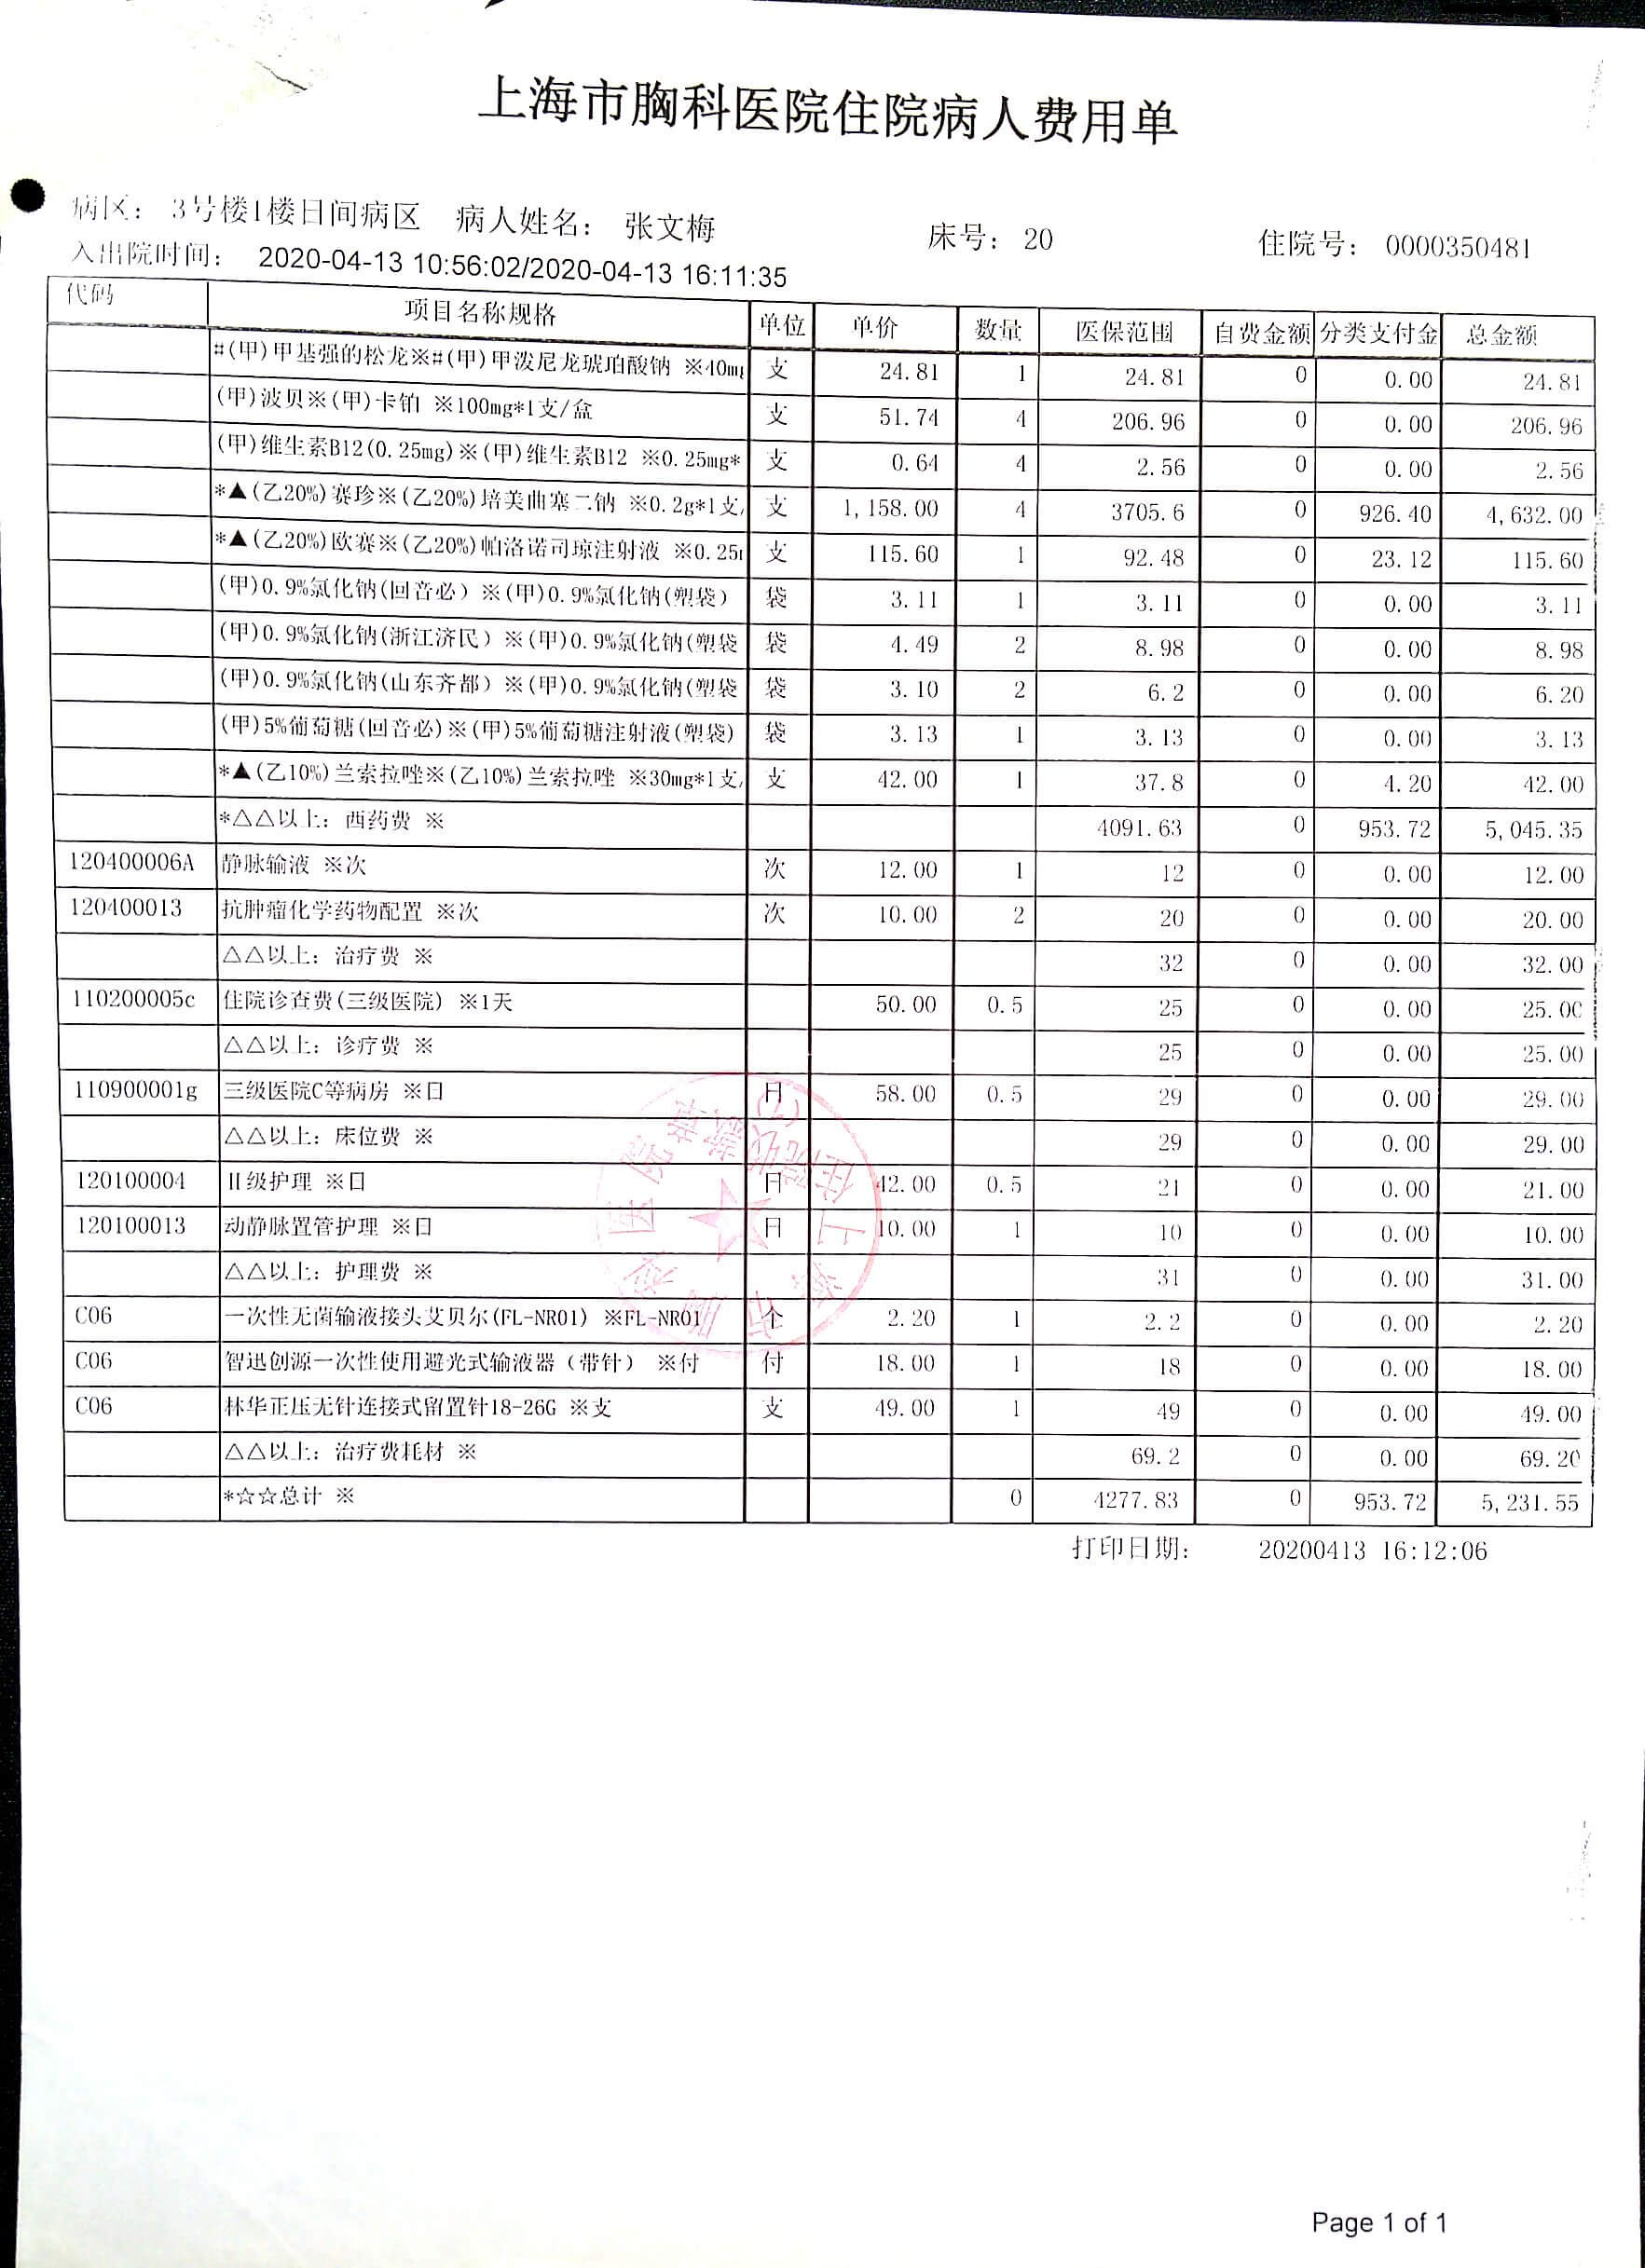 上海市胸科医院住院病人费用单
病区： 3号楼1楼日间病区 病人姓名： 张文梅 床号： 20 住院号： 0000350481
入出院时间： 2020-04-13 10:56:02/2020-04-13 16:11:35
代码 项目名称规格 单位 单价 数量 医保范围 自费金额 分类支付金 总金额
#(甲)甲基强的松龙※#(甲)甲泼尼龙琥珀酸钠 ※40mg 支 24.81 1 24.81 0 0.00 24.81
(甲)波贝※(甲)卡铂 ※100mg*1支/盒 支 51.74 4 206.96 0 0.00 206.96
(甲)维生素B12(0.25mg)※(甲)维生素B12 ※0.25mg* 支 0.64 4 2.56 0 0.00 2.56
*▲(乙20%)赛珍※(乙20%)培美曲塞二钠 ※0.2g*1支/ 支 1,158.00 4 3705.6 0 926.40 4,632.00
*▲(乙20%)欧赛※(乙20%)帕洛诺司琼注射液 ※0.25m 支 115.60 1 92.48 0 23.12 115.60
(甲)0.9%氯化钠(回音必）※(甲)0.9%氯化钠(塑袋） 袋 3.11 1 3.11 0 0.00 3.11
(甲)0.9%氯化钠(浙江济民）※(甲)0.9%氯化钠(塑袋 袋 4.49 2 8.98 0 0.00 8.98
(甲)0.9%氯化钠(山东齐都）※(甲)0.9%氯化钠(塑袋 袋 3.10 2 6.2 0 0.00 6.20
(甲)5%葡萄糖(回音必)※(甲)5%葡萄糖注射液(塑袋) 袋 3.13 1 3.13 0 0.00 3.13
*▲(乙10%)兰索拉唑※(乙10%)兰索拉唑 ※30mg*1支/ 支 42.00 1 37.8 0 4.20 42.00
*△△以上：西药费 ※ 4091.63 0 953.72 5,045.35
120400006A 静脉输液 ※次 次 12.00 1 12 0 0.00 12.00
120400013 抗肿瘤化学药物配置 ※次 次 10.00 2 20 0 0.00 20.00
△△以上：治疗费 ※ 32 0 0.00 32.00
110200005c 住院诊查费(三级医院) ※1天 50.00 0.5 25 0 0.00 25.00
△△以上：诊疗费 ※ 25 0 0.00 25.00
110900001g 三级医院C等病房 ※日 日 58.00 0.5 29 0 0.00 29.00
△△以上：床位费 ※ 29 0 0.00 29.00
120100004 Ⅱ级护理 ※日 日 42.00 0.5 21 0 0.00 21.00
120100013 动静脉置管护理 ※日 日 10.00 1 10 0 0.00 10.00
△△以上：护理费 ※ 31 0 0.00 31.00
C06 一次性无菌输液接头艾贝尔(FL-NR01) ※FL-NR01 个 2.20 1 2.2 0 0.00 2.20
C06 智迅创源一次性使用避光式输液器（带针） ※付 付 18.00 1 18 0 0.00 18.00
C06 林华正压无针连接式留置针18-26G ※支 支 49.00 1 49 0 0.00 49.00
△△以上：治疗费耗材 ※ 69.2 0 0.00 69.20
*☆☆总计 ※ 0 4277.83 0 953.72 5,231.55
打印日期： 20200413 16:12:06
Page 1 of 1